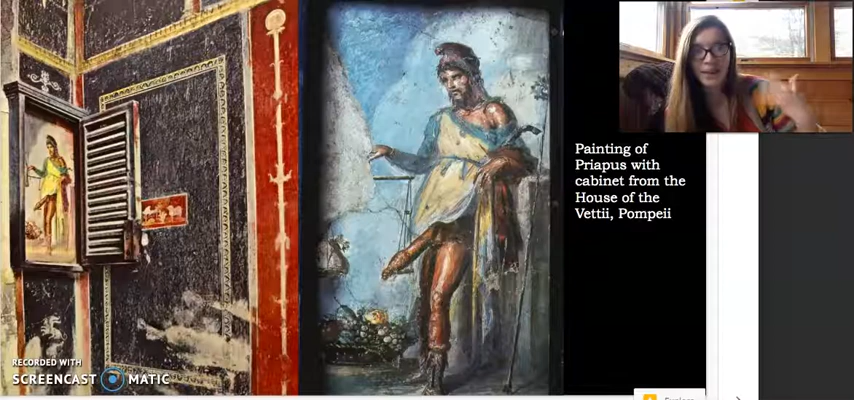 Painting of
Priapus with
cabinet from the
House of the
Vettii, Pompeii
RECORDED WITH
SCREENCAST MATIC